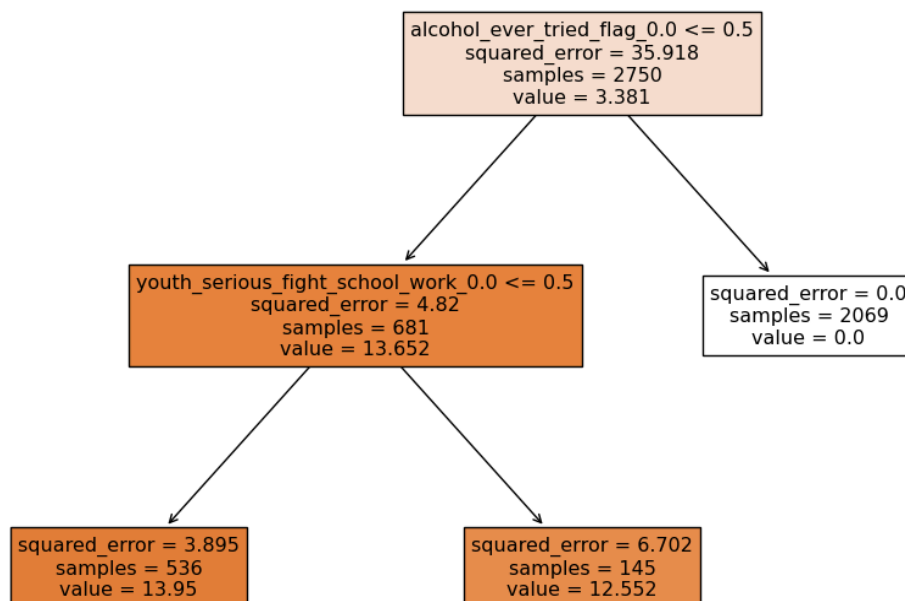 alcohol_ever_tried_flag_0.0 <= 0.5
squared_error = 35.918
samples = 2750
value = 3.381
youth_serious_fight_school_work_0.0 <= 0.5
squared_error = 4.82
samples = 681
value = 13.652
squared_error = 0.0
samples = 2069
value = 0.0
squared_error = 3.895
samples = 536
value = 13.95
squared_error = 6.702
samples = 145
value = 12.552